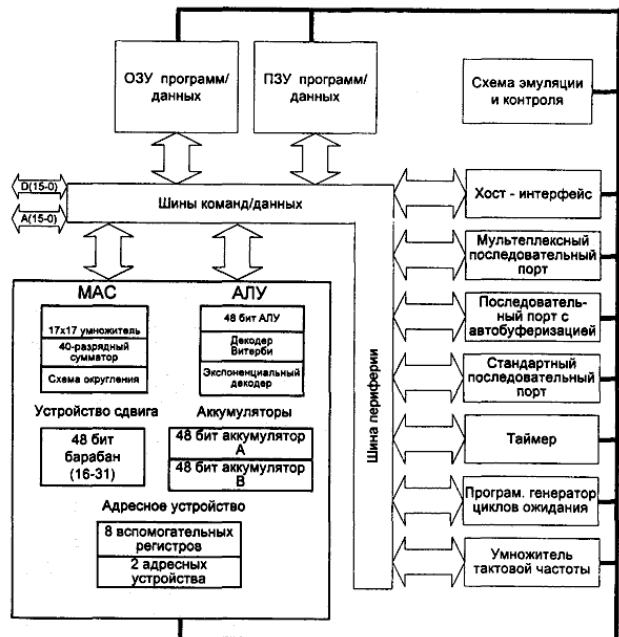 ОЗУ программ/
данных
ПЗУ программ/
данных
Схема эмуляции
и контроля
D(15-0)
A(15-0)
Шины команд/данных
Хост - интерфейс
Мультеплексный
последовательный
порт
Последователь-
ный порт с
автобуферизацией
Стандартный
последовательный
порт
Таймер
Програм. генератор
циклов ожидания
Умножитель
тактовой частоты
Шина периферии
МАС
17x17 умножитель
40-разрядный
сумматор
Схема округления
АЛУ
48 бит АЛУ
Декодер
Витерби
Экспоненциальный
декодер
Устройство сдвига
48 бит
барабан
(16-31)
Аккумуляторы
48 бит аккумулятор
А
48 бит аккумулятор
В
Адресное устройство
8 вспомогательных
регистров
2 адресных
устройства